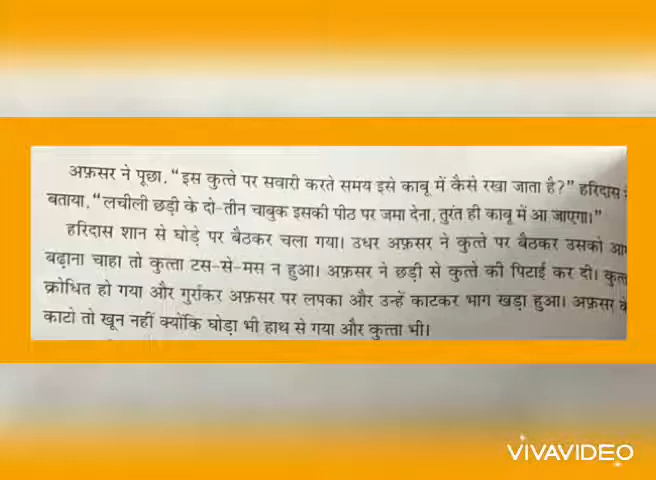 अफ़सर ने पूछा, "इस कुत्ते पर सवारी करते समय इसे काबू में कैसे रखा जाता है?" हरिदास
बताया, "लचीली छड़ी के दो-तीन चाबुक इसकी पीठ पर जमा देना, तुरंत ही काबू में आ जाएगा।"
हरिदास शान से घोड़े पर बैठकर चला गया। उधर अफ़सर ने कुत्ते पर बैठकर उसको
बढ़ाना चाहा तो कुत्ता टस-से-मस न हुआ। अफ़सर ने छड़ी से कुत्ते की पिटाई कर दी।
क्रोधित हो गया और गुर्राकर अफ़सर पर लपका और उन्हें काटकर भाग खड़ा हुआ। अफ़सर
काटो तो खून नहीं क्योंकि घोड़ा भी हाथ से गया और कुत्ता भी।
VIVAVIDEO